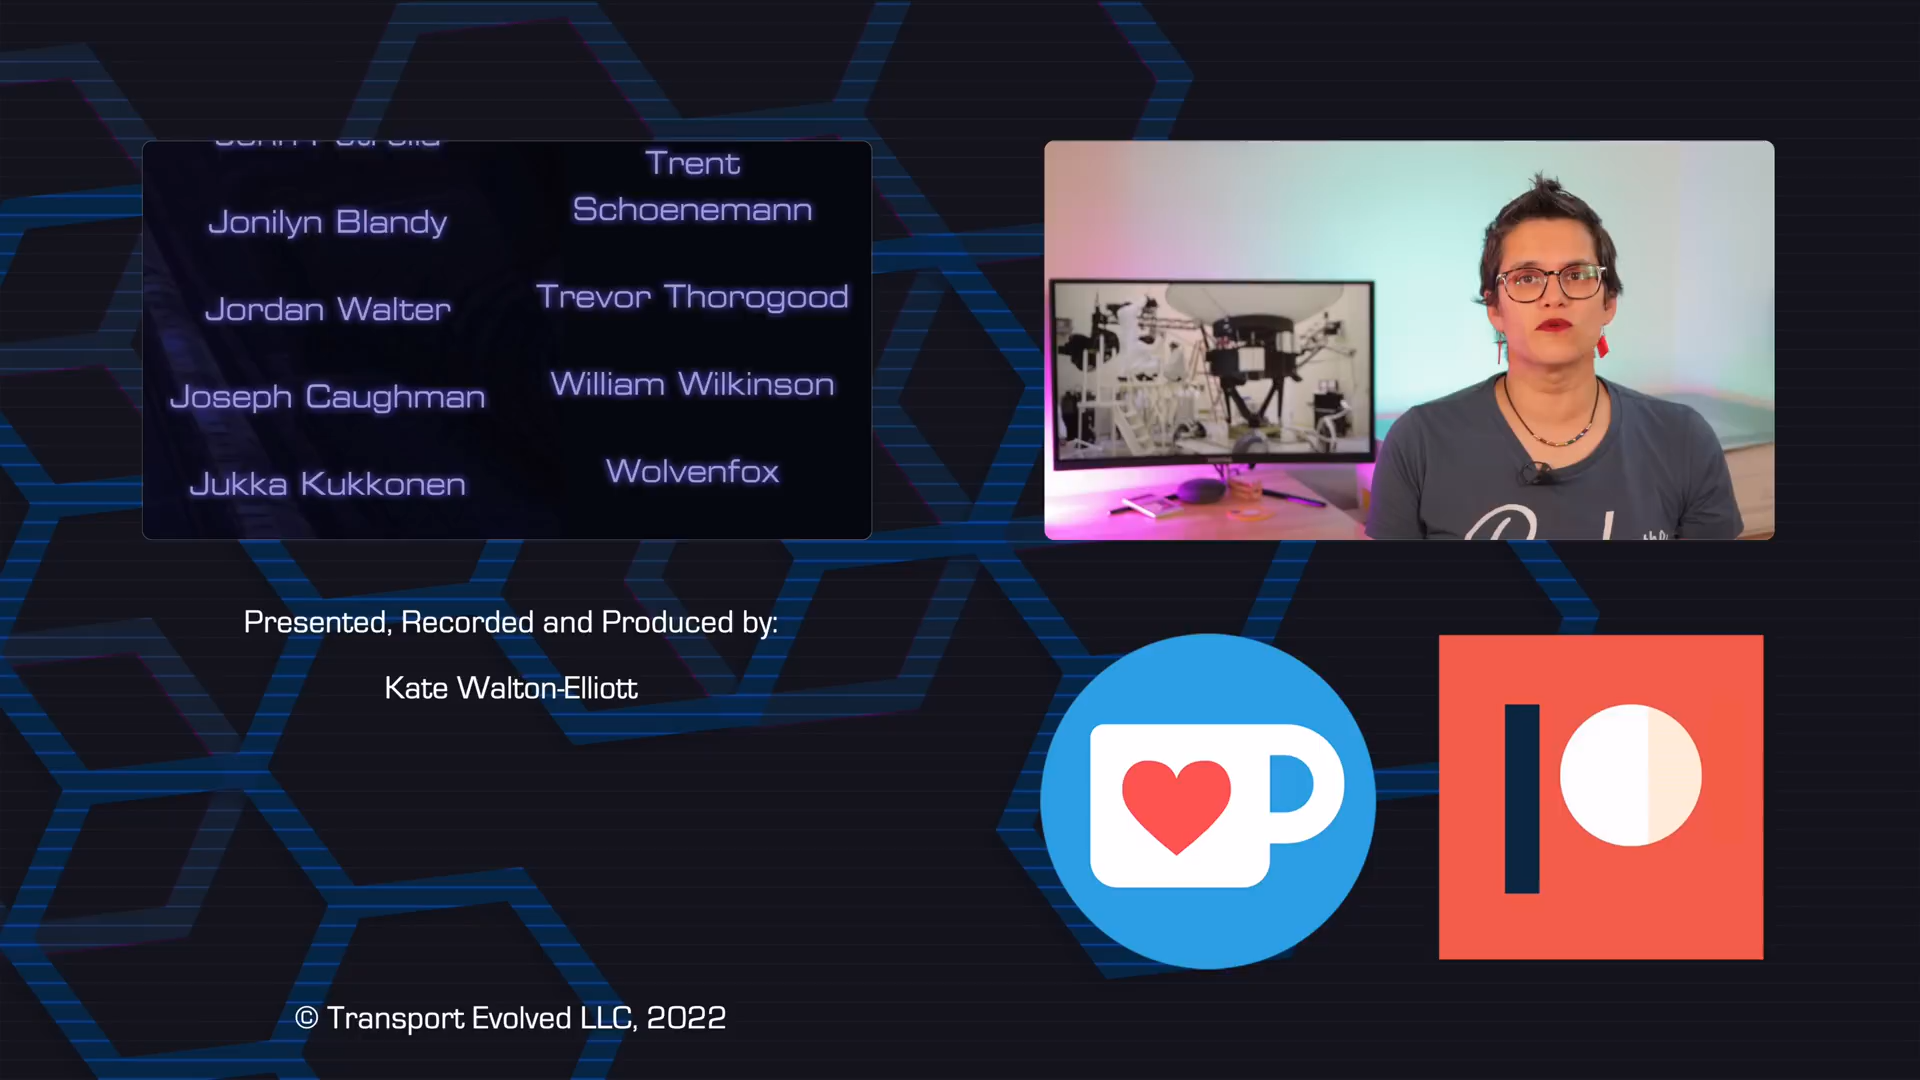 Jonilyn Blandy
Jordan Walter
Joseph Caughman
Jukka Kukkonen
Trent
Schoenemann
Trevor Thorogood
William Wilkinson
Wolvenfox
Presented, Recorded and Produced by:
Kate Walton-Elliott
© Transport Evolved LLC, 2022